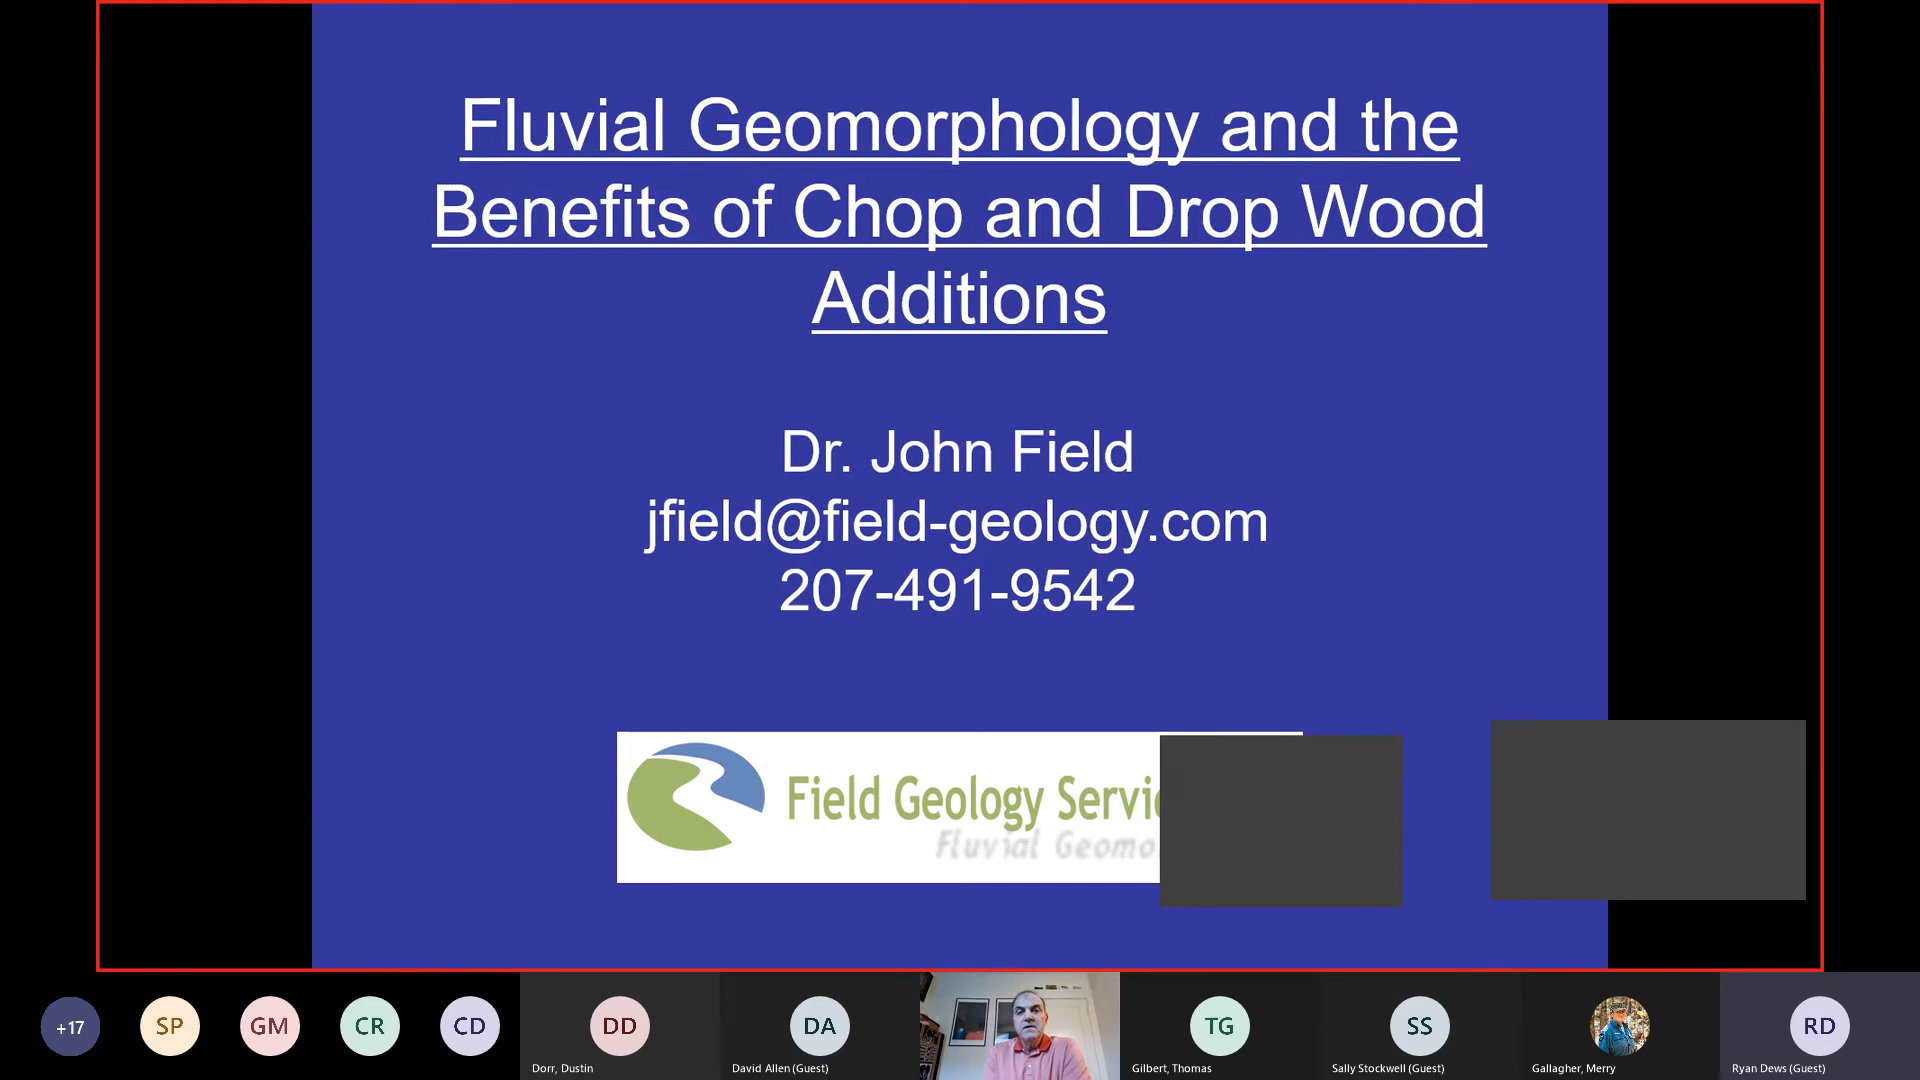 Fluvial Geomorphology and the
Benefits of Chop and Drop Wood
Additions
Dr. John Field
jfield@field-geology.com
207-491-9542
Field Geology
Fluvial
+17
SP
GM
CR
CD
DD
DA
TG
SS
RD
Dorr, Dustin
David Allen (Guest)
Gilbert, Thomas
Sally Stockwell (Guest)
Gallagher, Merry
Ryan Dews (Guest)